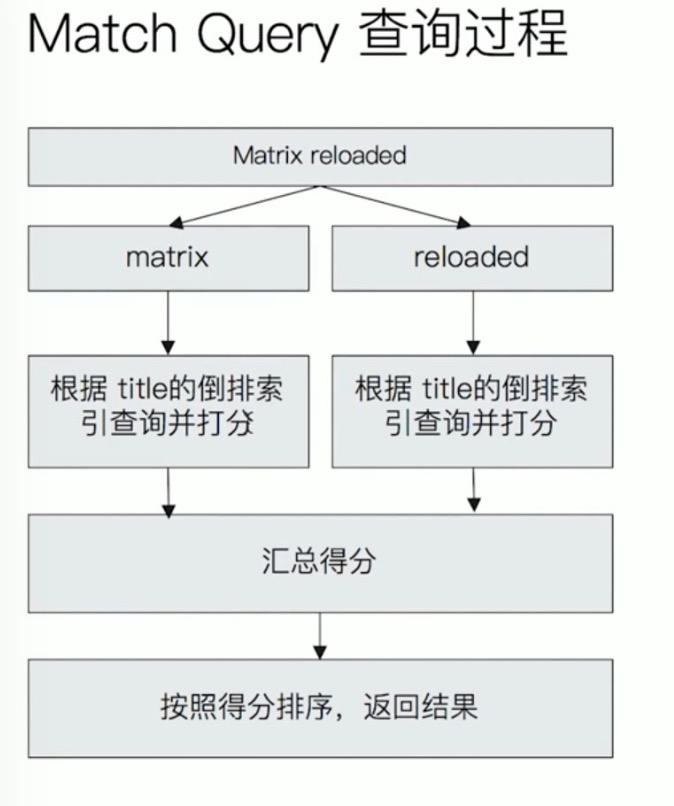 Match Query 查询过程
Matrix reloaded
matrix
reloaded
根据 title的倒排索
引查询并打分
根据 title的倒排索
引查询并打分
汇总得分
按照得分排序，返回结果